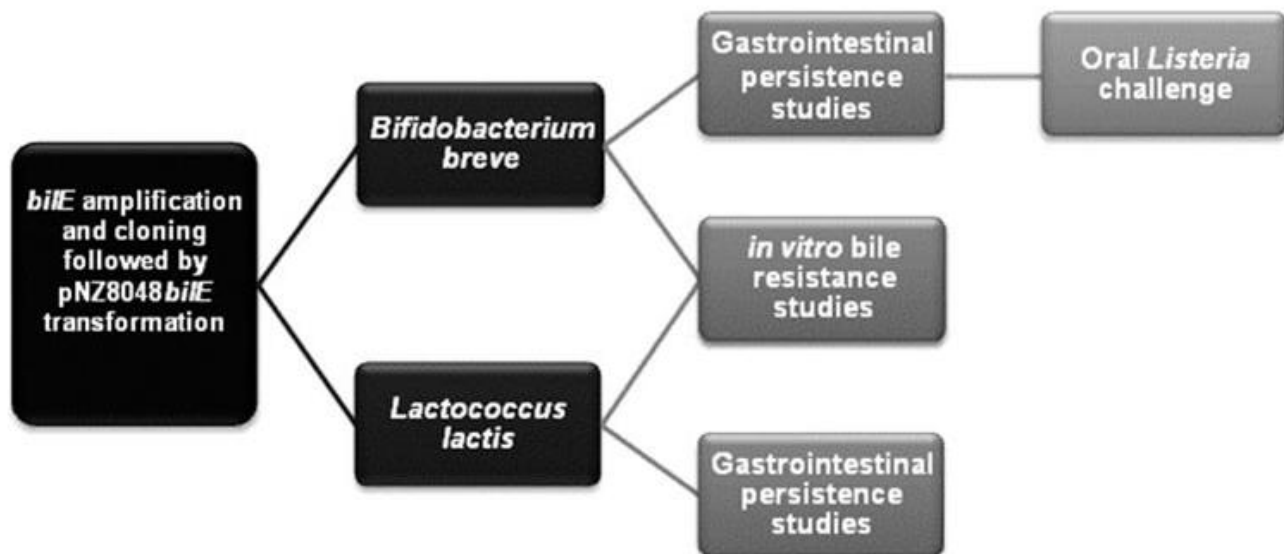 bilE amplification
and cloning
followed by
pNZ8048bilE
transformation
Bifidobacterium
breve
Lactococcus
lactis
Gastrointestinal
persistence
studies
Oral Listeria
challenge
in vitro bile
resistance
studies
Gastrointestinal
persistence
studies